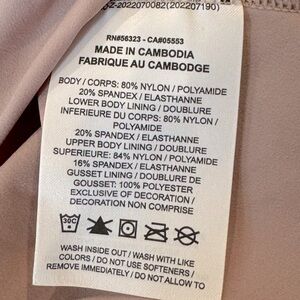 RN#56323 - CA#05553
MADE IN CAMBODIA
FABRIQUE AU CAMBODGE
BODY / CORPS: 80% NYLON / POLYAMIDE
20% SPANDEX / ELASTHANNE
LOWER BODY LINING / DOUBLURE
INFERIEURE DU CORPS: 80% NYLON /
POLYAMIDE
20% SPANDEX / ELASTHANNE
UPPER BODY LINING / DOUBLURE
SUPERIEURE: 84% NYLON / POLYAMIDE
16% SPANDEX / ELASTHANNE
GUSSET LINING / DOUBLURE DE
GOUSSET: 100% POLYESTER
EXCLUSIVE OF DECORATION /
DECORATION NON COMPRISE
30C
WASH INSIDE OUT / WASH WITH LIKE
COLORS / DO NOT USE SOFTENERS /
REMOVE IMMEDIATELY / DO NOT IRON IF